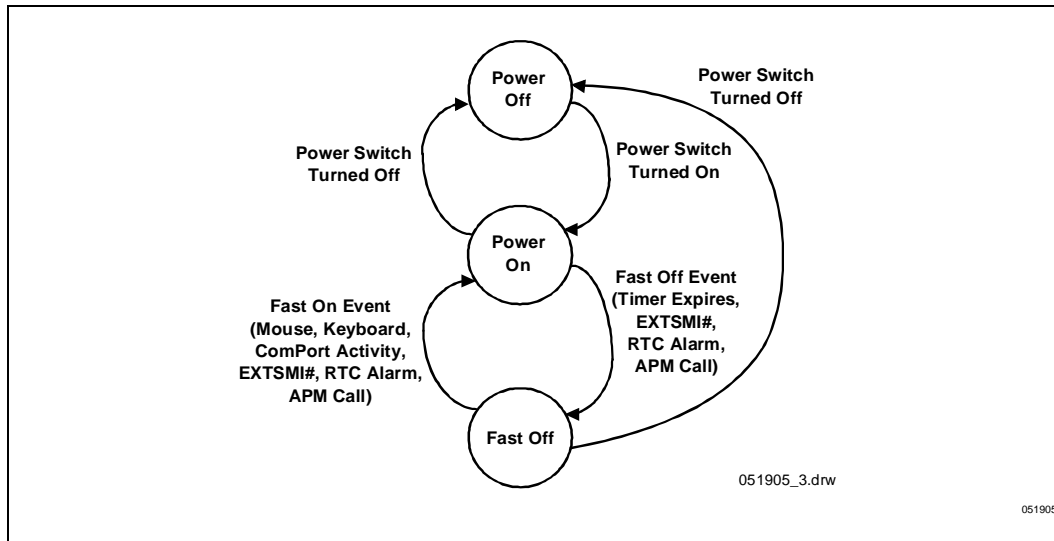 Power
Off
Power Switch
Turned Off
Power Switch
Turned Off
Power Switch
Turned On
Power
On
Fast On Event
(Mouse, Keyboard,
ComPort Activity,
EXTSMI#, RTC Alarm,
APM Call)
Fast Off Event
(Timer Expires,
EXTSMI#,
RTC Alarm,
APM Call)
Fast Off
051905_3.drw
051905